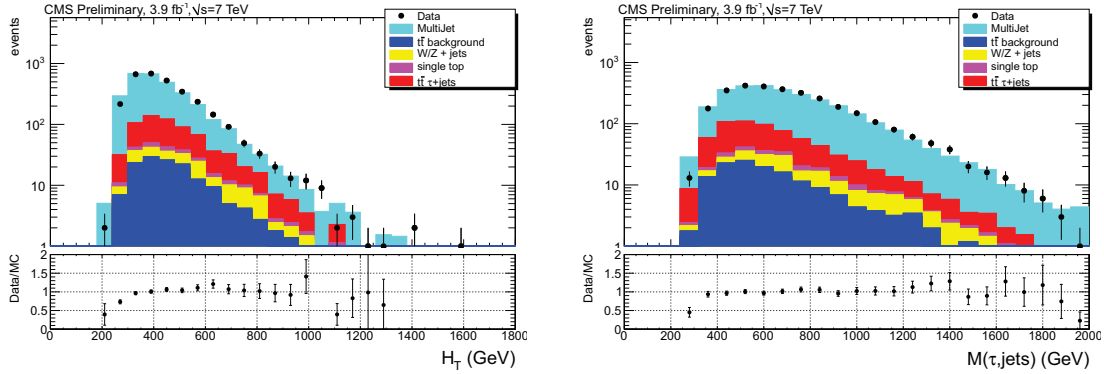 CMS Preliminary, 3.9 fb⁻¹, √s=7 TeV
events
10³
10²
10
1
Data
MultiJet
tt̄ background
W/Z + jets
single top
tt̄ τ+jets
Data/MC
2
1.5
1
0.5
0
0 200 400 600 800 1000 1200 1400 1600 1800
H_T (GeV)
CMS Preliminary, 3.9 fb⁻¹, √s=7 TeV
events
10³
10²
10
1
Data
MultiJet
tt̄ background
W/Z + jets
single top
tt̄ τ+jets
Data/MC
2
1.5
1
0.5
0
0 200 400 600 800 1000 1200 1400 1600 1800 2000
M(τ,jets) (GeV)